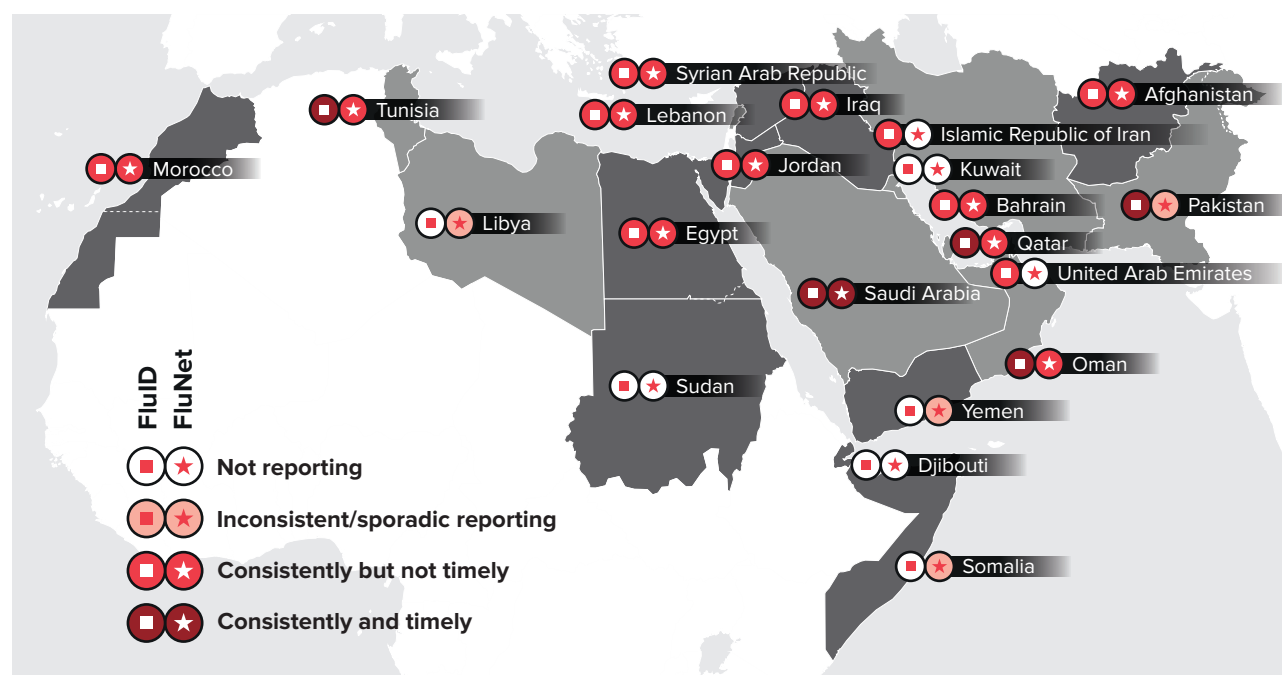 Syrian Arab Republic
Afghanistan
Tunisia
Lebanon
Iraq
Islamic Republic of Iran
Morocco
Jordan
Kuwait
Bahrain
Pakistan
Libya
Egypt
Qatar
United Arab Emirates
Saudi Arabia
Oman
Sudan
Yemen
Djibouti
Somalia
FluID
FluNet
Not reporting
Inconsistent/sporadic reporting
Consistently but not timely
Consistently and timely